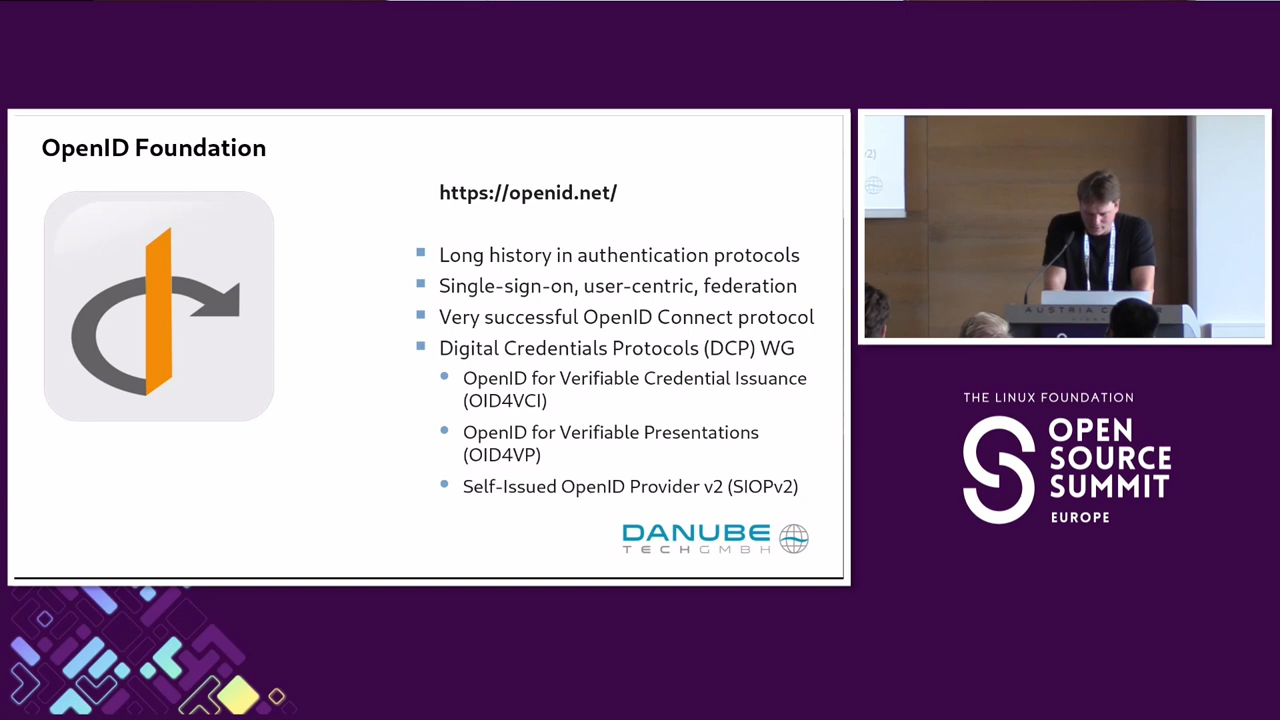 OpenID Foundation
https://openid.net/
Long history in authentication protocols
Single-sign-on, user-centric, federation
Very successful OpenID Connect protocol
Digital Credentials Protocols (DCP) WG
OpenID for Verifiable Credential Issuance
(OID4VCI)
OpenID for Verifiable Presentations
(OID4VP)
Self-Issued OpenID Provider v2 (SIOPv2)
DANUBE
TECH GMBH
AUSTRIA
THE LINUX FOUNDATION
OPEN
SOURCE
SUMMIT
EUROPE